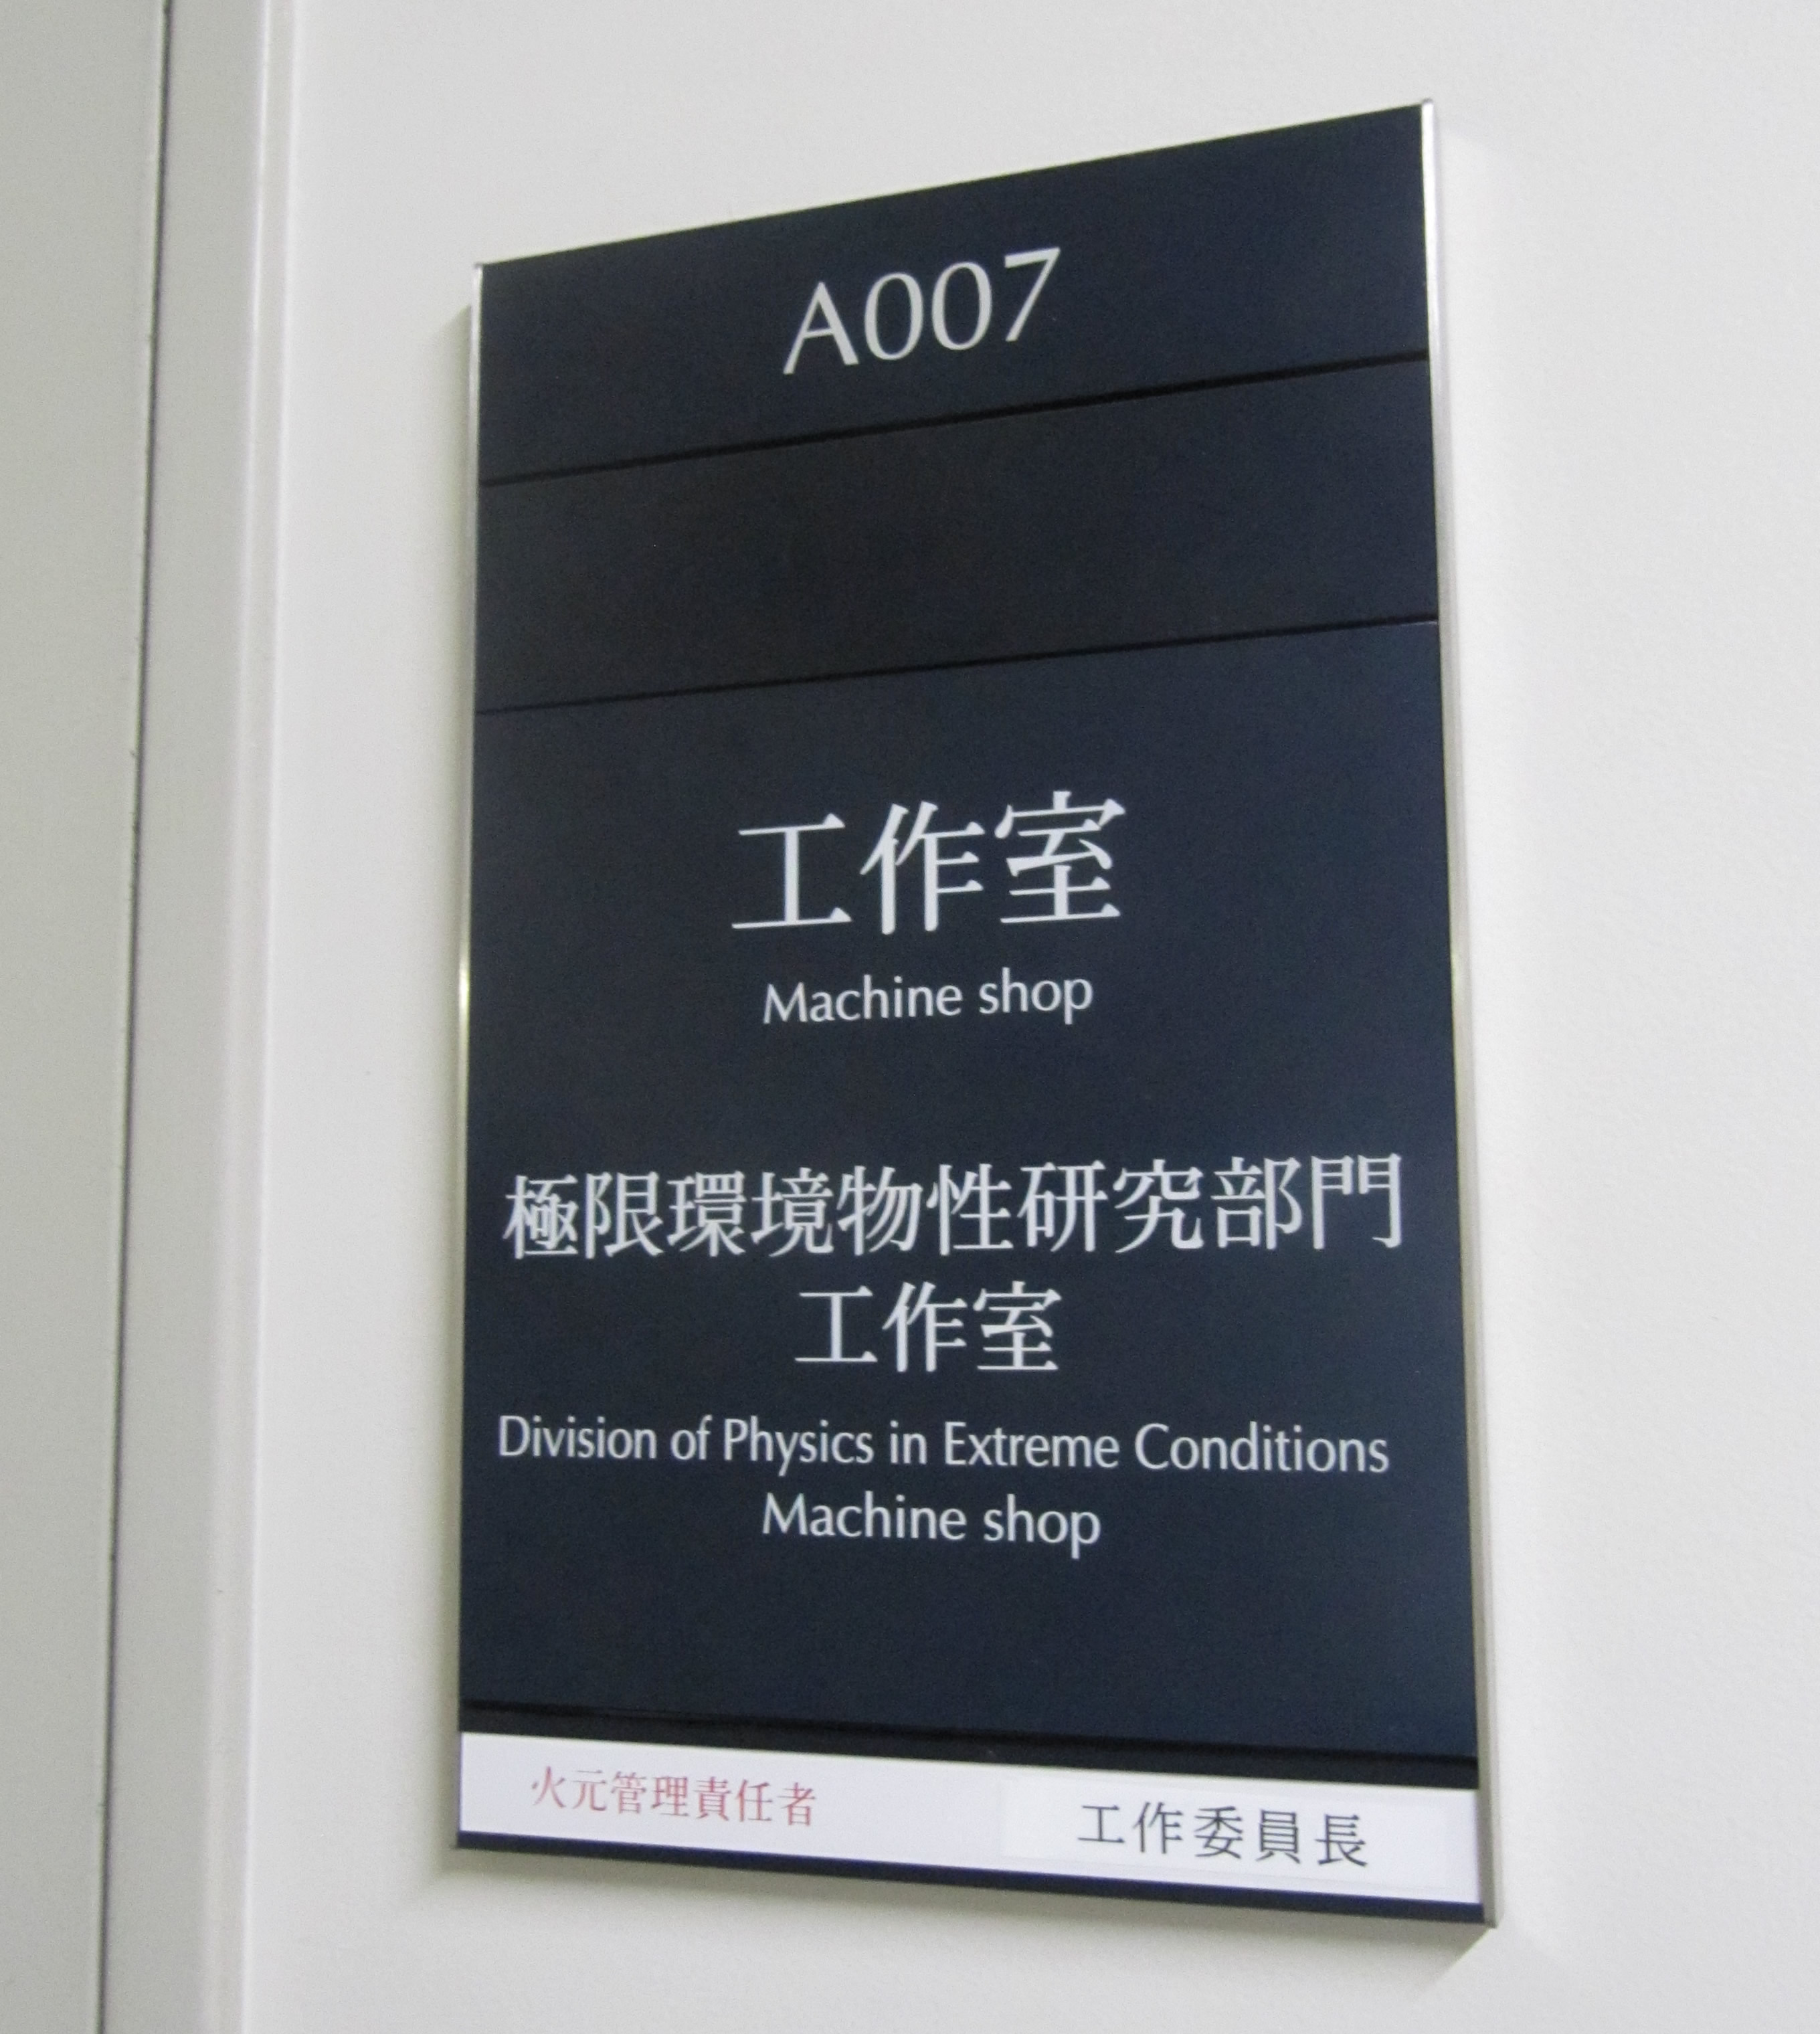 A007
工作室
Machine shop
極限環境物性研究部門
工作室
Division of Physics in Extreme Conditions
Machine shop
火元管理責任者 工作委員長